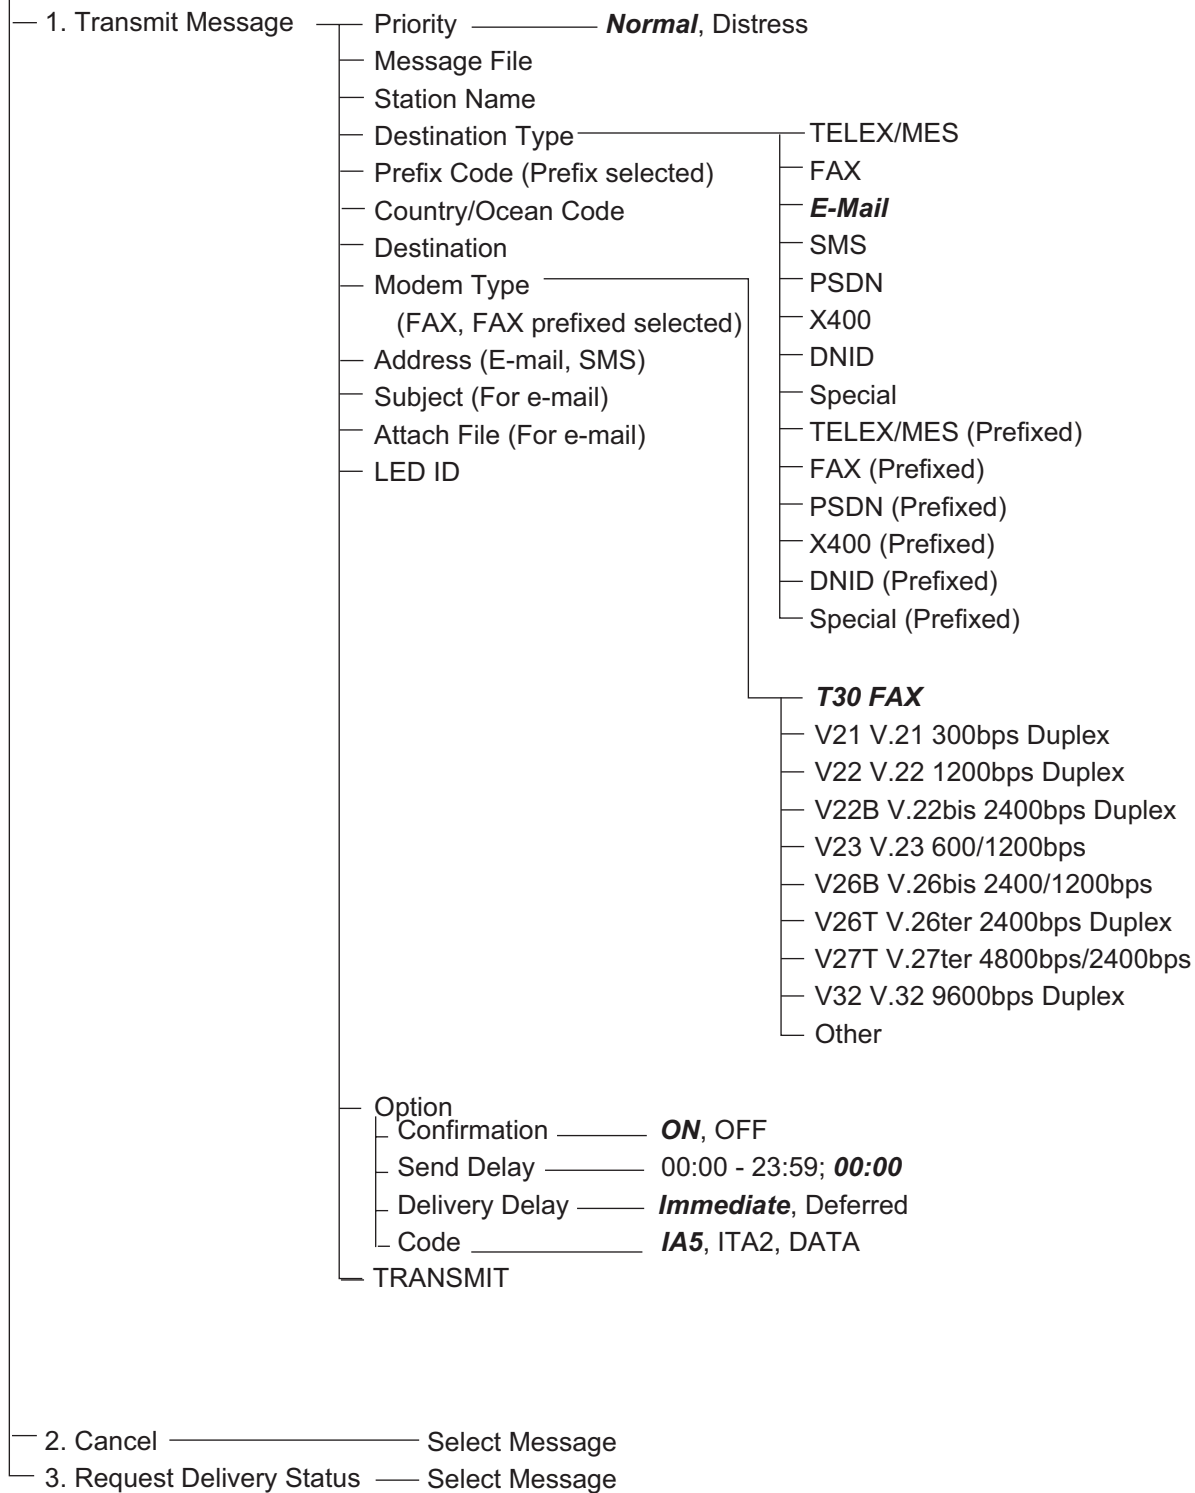 1. Transmit Message
Priority
Normal, Distress
Message File
Station Name
Destination Type
Prefix Code (Prefix selected)
Country/Ocean Code
Destination
Modem Type
(FAX, FAX prefixed selected)
Address (E-mail, SMS)
Subject (For e-mail)
Attach File (For e-mail)
LED ID
TELEX/MES
FAX
E-Mail
SMS
PSDN
X400
DNID
Special
TELEX/MES (Prefixed)
FAX (Prefixed)
PSDN (Prefixed)
X400 (Prefixed)
DNID (Prefixed)
Special (Prefixed)
T30 FAX
V21 V.21 300bps Duplex
V22 V.22 1200bps Duplex
V22B V.22bis 2400bps Duplex
V23 V.23 600/1200bps
V26B V.26bis 2400/1200bps
V26T V.26ter 2400bps Duplex
V27T V.27ter 4800bps/2400bps
V32 V.32 9600bps Duplex
Other
Option
Confirmation
ON, OFF
Send Delay
00:00 - 23:59; 00:00
Delivery Delay
Immediate, Deferred
Code
IA5, ITA2, DATA
TRANSMIT
2. Cancel
Select Message
3. Request Delivery Status
Select Message